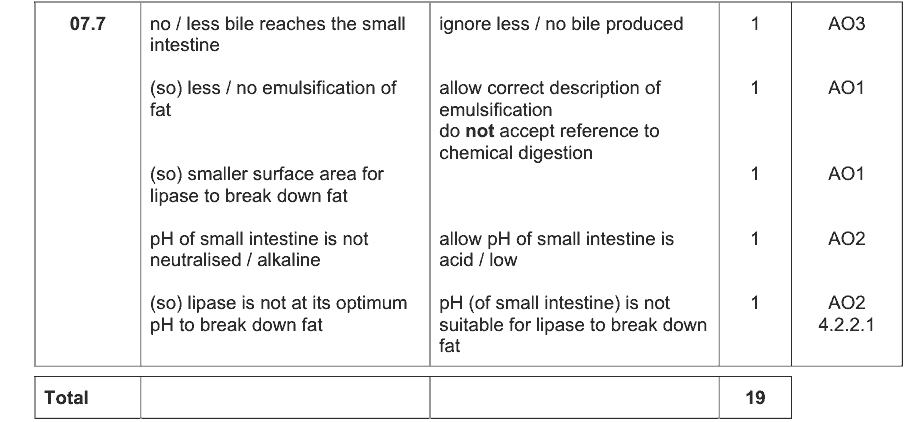 07.7
no / less bile reaches the small
intestine
ignore less / no bile produced
1
AO3
(so) less / no emulsification of
fat
allow correct description of
emulsification
do not accept reference to
chemical digestion
1
AO1
(so) smaller surface area for
lipase to break down fat
1
AO1
pH of small intestine is not
neutralised / alkaline
allow pH of small intestine is
acid / low
1
AO2
(so) lipase is not at its optimum
pH to break down fat
pH (of small intestine) is not
suitable for lipase to break down
fat
1
AO2
4.2.2.1
Total
19